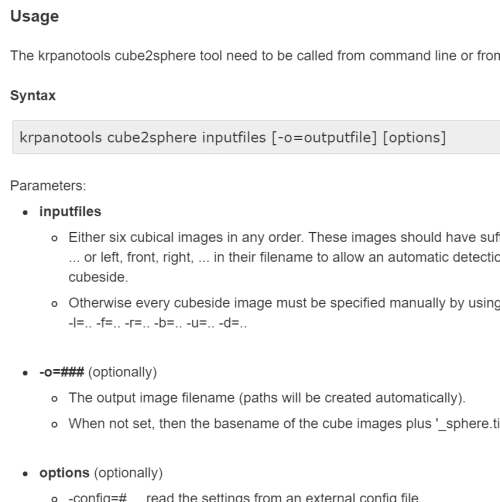 Usage
The krpanotools cube2sphere tool need to be called from command line or
Syntax
krpanotools cube2sphere inputfiles [-o=outputfile] [options]
Parameters:
inputfiles
Either six cubical images in any order. These images should have
... or left, front, right, ... in their filename to allow an automatic
cubeside.
Otherwise every cubeside image must be specified manually by using
-l=.. -f=.. -r=.. -b=.. -u=.. -d=..
-o=### (optionally)
The output image filename (paths will be created automatically).
When not set, then the basename of the cube images plus '_sphere.ti
options (optionally)
-config=# ... read the settings from an external config file